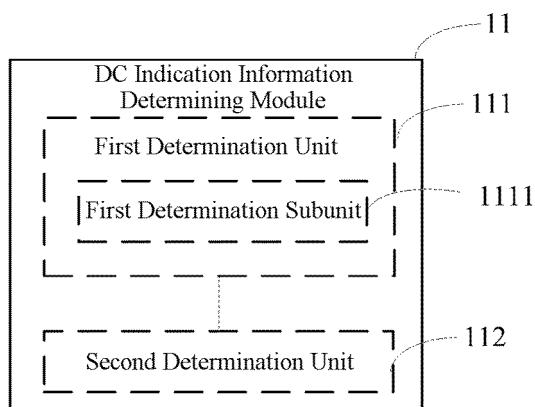 11
DC Indication Information
Determining Module
111
First Determination Unit
First Determination Subunit
1111
112
Second Determination Unit